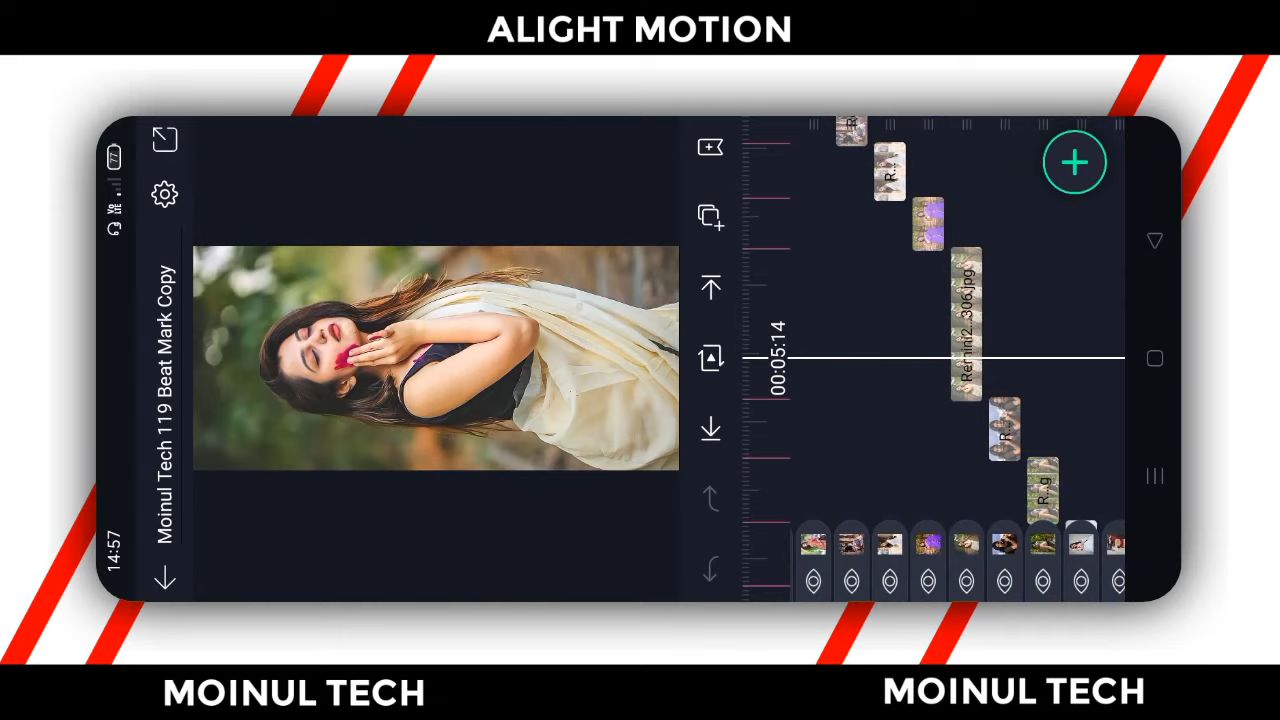 ALIGHT MOTION
14:57
77
Moinul Tech 119 Beat Mark Copy
00:05:14
R...
Remini2...306.jpg
R
R...g
MOINUL TECH
MOINUL TECH